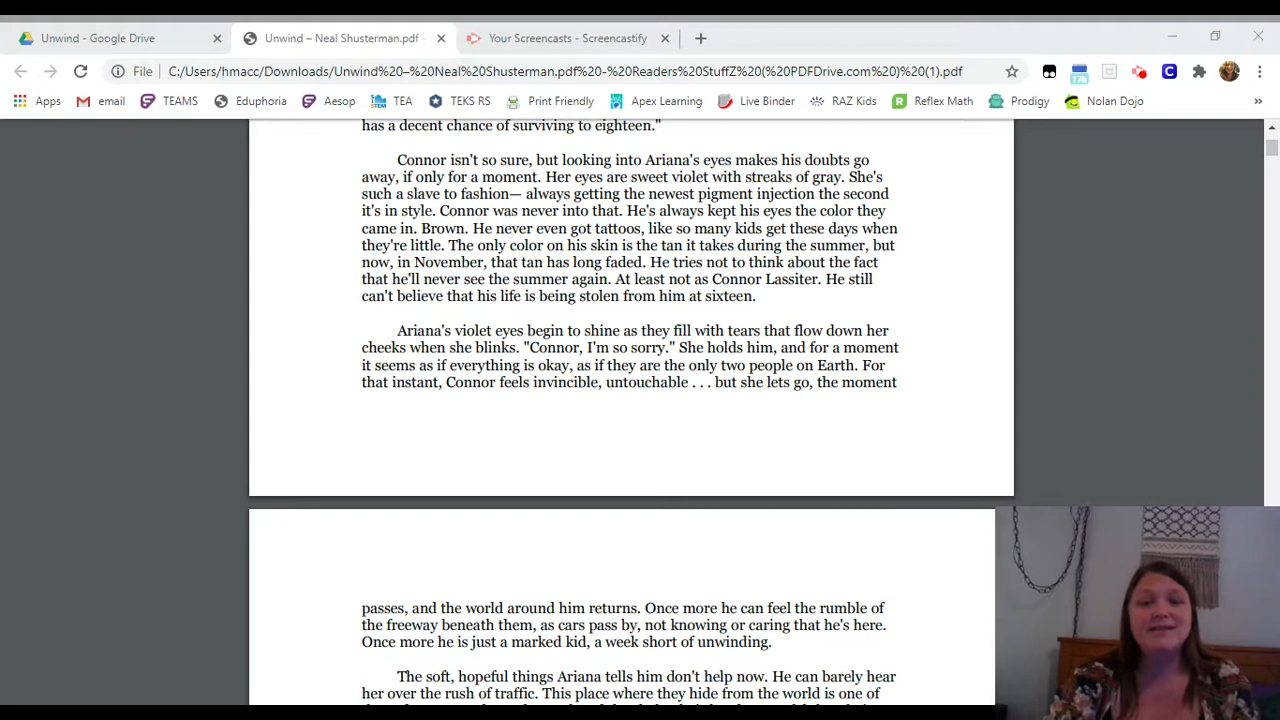 Unwind - Google Drive
Unwind – Neal Shusterman.pdf -
Your Screencasts - Screencastify
File C:/Users/hmacc/Downloads/Unwind%20-%20Neal%20Shusterman.pdf%20-%20Readers%20Stuff7%20(%20PDFDrive.com%20)%20(1).pdf
Apps email TEAMS Eduphoria Aesop TEA TEKS RS Print Friendly Apex Learning Live Binder RAZ Kids Reflex Math Prodigy Nolan Dojo »
has a decent chance of surviving to eighteen."
Connor isn't so sure, but looking into Ariana's eyes makes his doubts go
away, if only for a moment. Her eyes are sweet violet with streaks of gray. She's
such a slave to fashion— always getting the newest pigment injection the second
it's in style. Connor was never into that. He's always kept his eyes the color they
came in. Brown. He never even got tattoos, like so many kids get these days when
they're little. The only color on his skin is the tan it takes during the summer, but
now, in November, that tan has long faded. He tries not to think about the fact
that he'll never see the summer again. At least not as Connor Lassiter. He still
can't believe that his life is being stolen from him at sixteen.
Ariana's violet eyes begin to shine as they fill with tears that flow down her
cheeks when she blinks. "Connor, I'm so sorry." She holds him, and for a moment
it seems as if everything is okay, as if they are the only two people on Earth. For
that instant, Connor feels invincible, untouchable . . . but she lets go, the moment
passes, and the world around him returns. Once more he can feel the rumble of
the freeway beneath them, as cars pass by, not knowing or caring that he's here.
Once more he is just a marked kid, a week short of unwinding.
The soft, hopeful things Ariana tells him don't help now. He can barely hear
her over the rush of traffic. This place where they hide from the world is one of